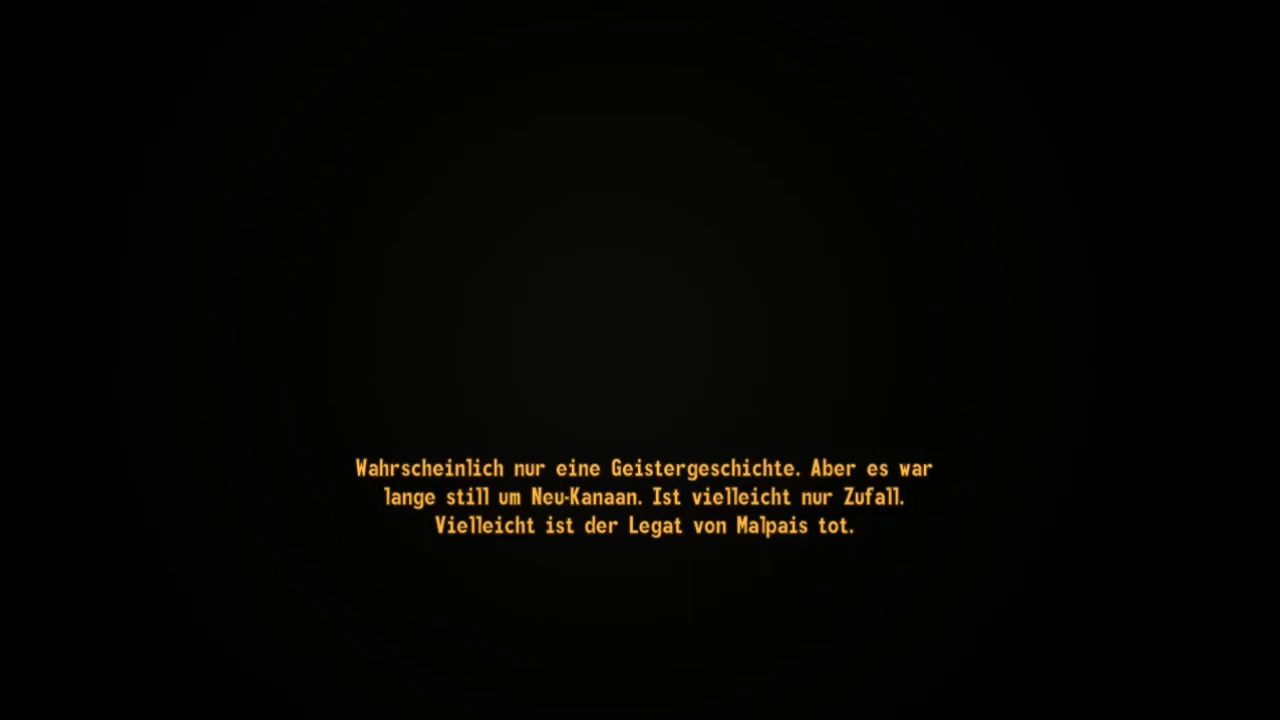 Wahrscheinlich nur eine Geistergeschichte. Aber es war
lange still um Neu-Kanaan. Ist vielleicht nur Zufall.
Vielleicht ist der Legat von Malpais tot.